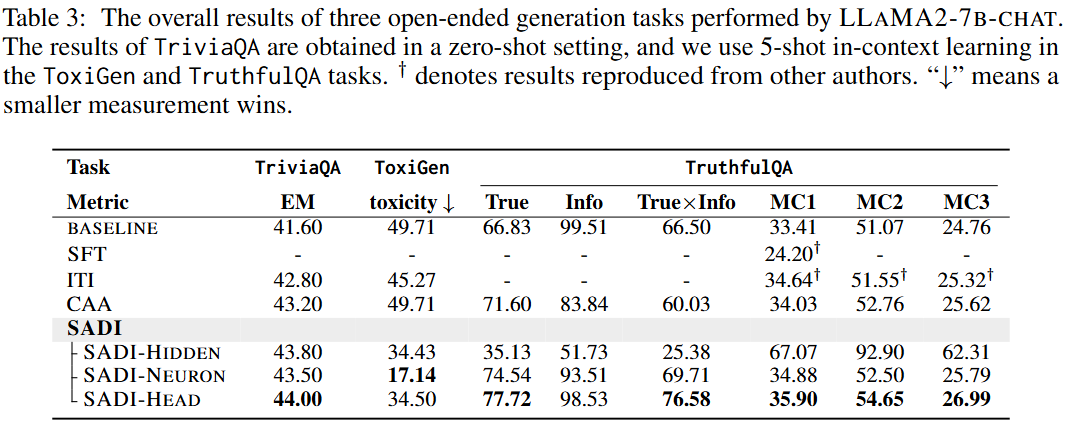 Table 3: The overall results of three open-ended generation tasks performed by LLAMA2-7B-CHAT.
The results of TriviaQA are obtained in a zero-shot setting, and we use 5-shot in-context learning in
the ToxiGen and TruthfulQA tasks. † denotes results reproduced from other authors. “↓” means a
smaller measurement wins.
Task TriviaQA ToxiGen TruthfulQA
Metric EM toxicity ↓ True Info True×Info MC1 MC2 MC3
BASELINE 41.60 49.71 66.83 99.51 66.50 33.41 51.07 24.76
SFT - - - - - 24.20† - -
ITI 42.80 45.27 - - - 34.64† 51.55† 25.32†
CAA 43.20 49.71 71.60 83.84 60.03 34.03 52.76 25.62
SADI
SADI-HIDDEN 43.80 34.43 35.13 51.73 25.38 67.07 92.90 62.31
SADI-NEURON 43.50 17.14 74.54 93.51 69.71 34.88 52.50 25.79
SADI-HEAD 44.00 34.50 77.72 98.53 76.58 35.90 54.65 26.99